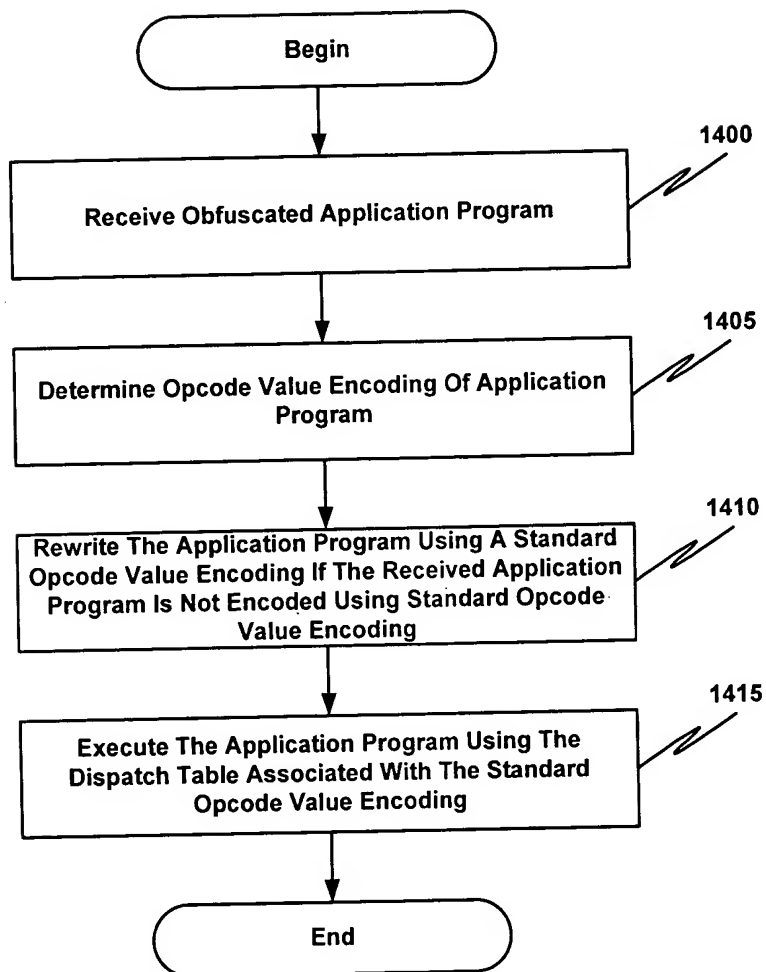 Begin
1400
Receive Obfuscated Application Program
1405
Determine Opcode Value Encoding Of Application
Program
1410
Rewrite The Application Program Using A Standard
Opcode Value Encoding If The Received Application
Program Is Not Encoded Using Standard Opcode
Value Encoding
1415
Execute The Application Program Using The
Dispatch Table Associated With The Standard
Opcode Value Encoding
End